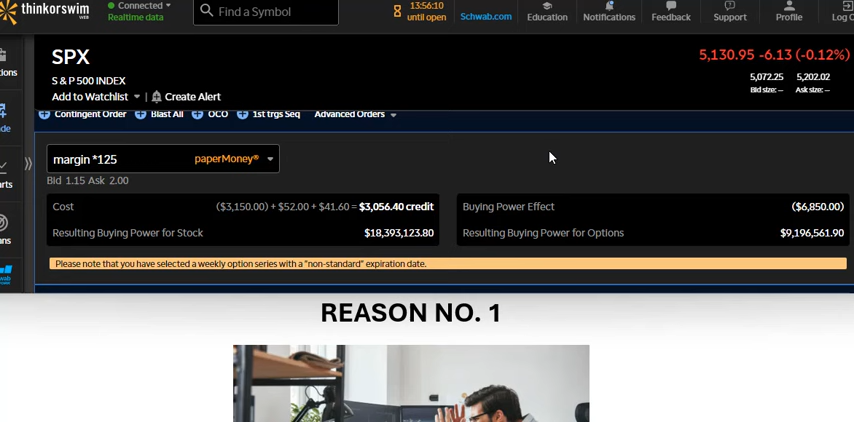 thinkorswim
WEB
Connected
Realtime data
Find a Symbol
13:56:10
until open
Schwab.com
Education
Notifications
Feedback
Support
Profile
Log O
SPX
5,130.95 -6.13 (-0.12%)
S & P 500 INDEX
5,072.25 5,202.02
Bid size: -- Ask size: --
Add to Watchlist | Create Alert
Contingent Order Blast All OCO 1st trgs Seq Advanced Orders
margin *125 paperMoney®
Bid 1.15 Ask 2.00
Cost ($3,150.00) + $52.00 + $41.60 = $3,056.40 credit
Buying Power Effect ($6,850.00)
Resulting Buying Power for Stock $18,393,123.80
Resulting Buying Power for Options $9,196,561.90
Please note that you have selected a weekly option series with a "non-standard" expiration date.
REASON NO. 1